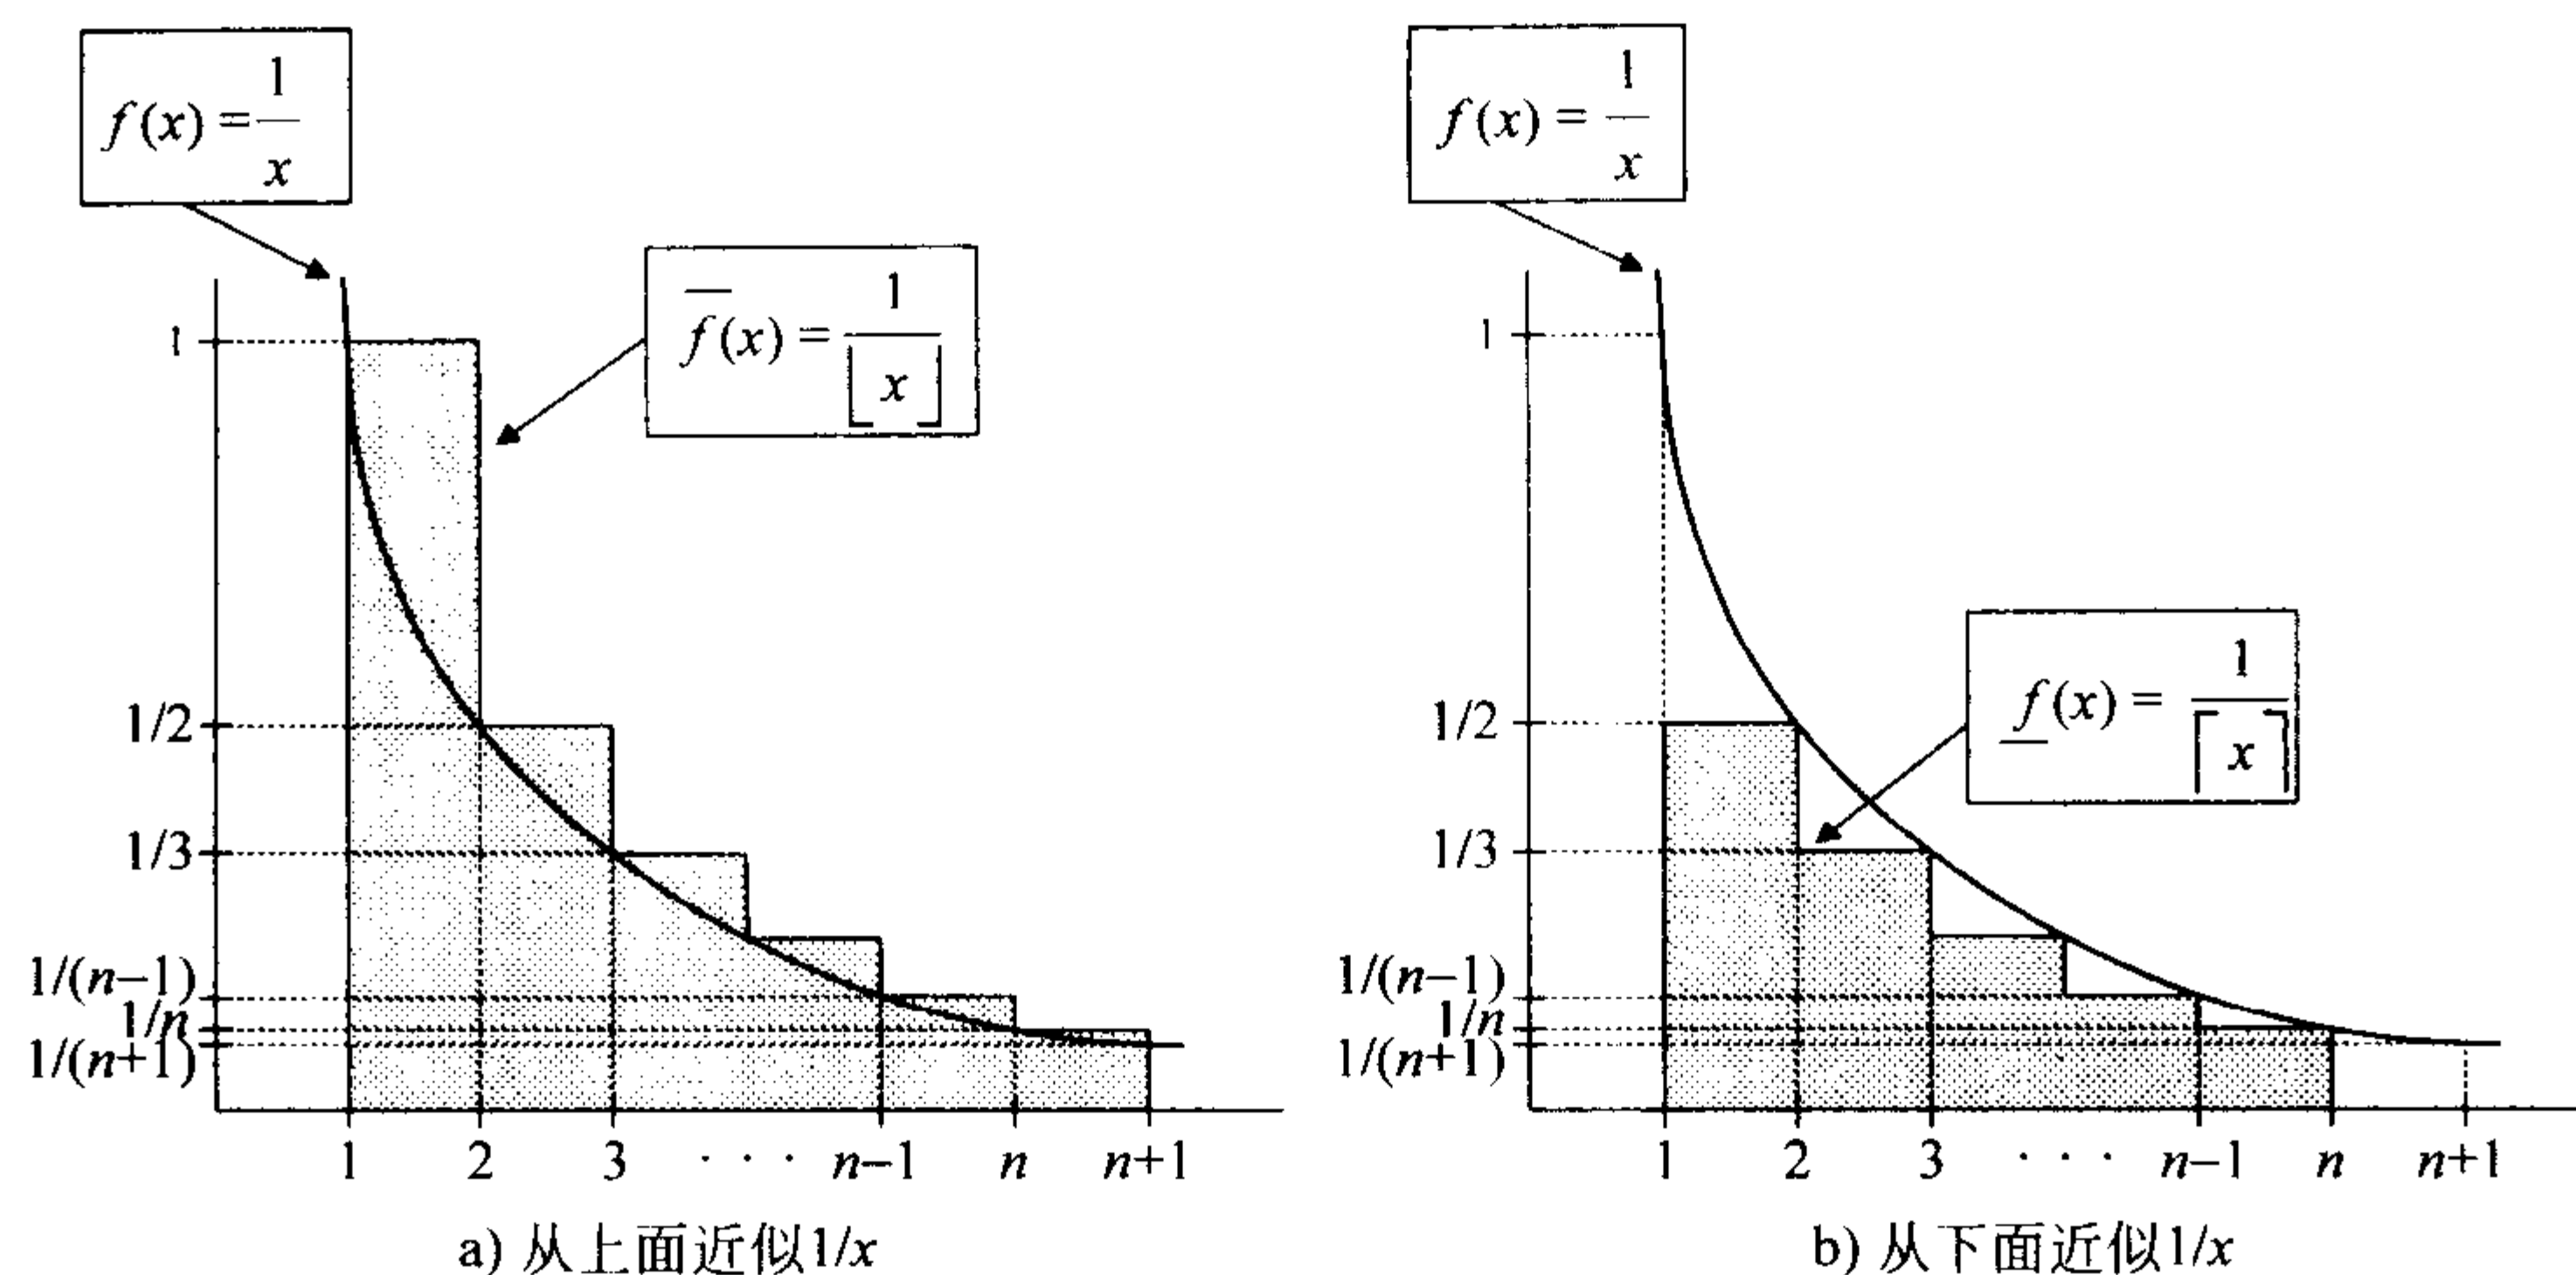 f(x) = 1/x
f̅(x) = 1/⌊x⌋
1
1/2
1/3
1/(n–1)
1/n
1/(n+1)
1 2 3 · · · n–1 n n+1
a) 从上面近似1/x
f(x) = 1/x
f̲(x) = 1/⌈x⌉
1
1/2
1/3
1/(n–1)
1/n
1/(n+1)
1 2 3 · · · n–1 n n+1
b) 从下面近似1/x